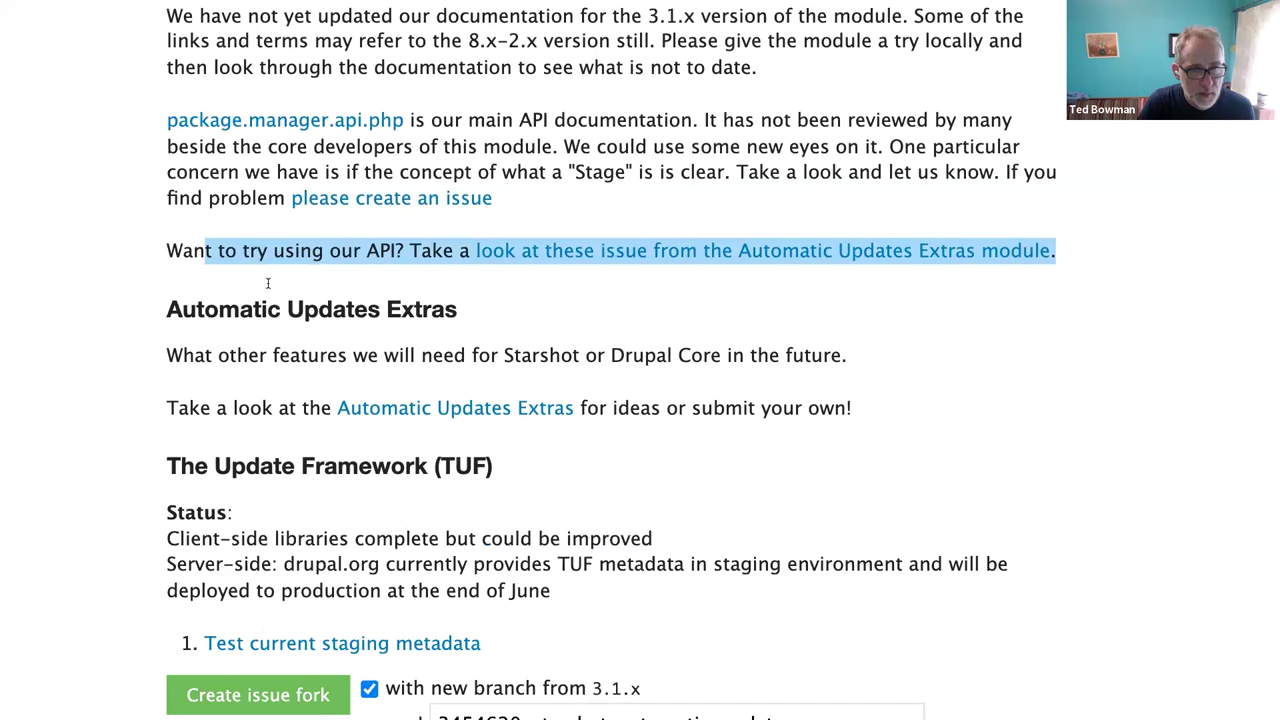 We have not yet updated our documentation for the 3.1.x version of the module. Some of the
links and terms may refer to the 8.x-2.x version still. Please give the module a try locally and
then look through the documentation to see what is not to date.
Ted Bowman
package.manager.api.php is our main API documentation. It has not been reviewed by many
beside the core developers of this module. We could use some new eyes on it. One particular
concern we have is if the concept of what a "Stage" is is clear. Take a look and let us know. If you
find problem please create an issue
Want to try using our API? Take a look at these issue from the Automatic Updates Extras module.
Automatic Updates Extras
What other features we will need for Starshot or Drupal Core in the future.
Take a look at the Automatic Updates Extras for ideas or submit your own!
The Update Framework (TUF)
Status:
Client-side libraries complete but could be improved
Server-side: drupal.org currently provides TUF metadata in staging environment and will be
deployed to production at the end of June
1. Test current staging metadata
Create issue fork with new branch from 3.1.x